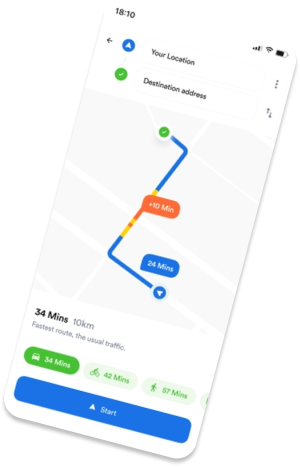 18:10
Your Location
Destination address
+10 Min
24 Mins
34 Mins 10km
Fastest route, the usual traffic.
34 Mins
42 Mins
57 Mins
Start